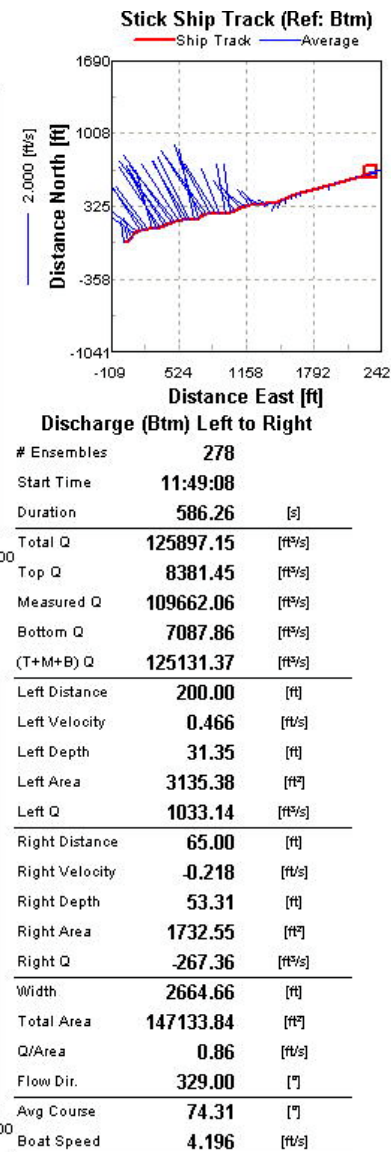 Stick Ship Track (Ref: Btm)
Ship Track Average
1690
1008
325
-358
-1041
2.000 [ft/s]
Distance North [ft]
-109 524 1158 1792 242
Distance East [ft]
Discharge (Btm) Left to Right
# Ensembles 278
Start Time 11:49:08
Duration 586.26 [s]
00
Total Q 125897.15 [ft³/s]
Top Q 8381.45 [ft³/s]
Measured Q 109662.06 [ft³/s]
Bottom Q 7087.86 [ft³/s]
(T+M+B) Q 125131.37 [ft³/s]
Left Distance 200.00 [ft]
Left Velocity 0.466 [ft/s]
Left Depth 31.35 [ft]
Left Area 3135.38 [ft²]
Left Q 1033.14 [ft³/s]
Right Distance 65.00 [ft]
Right Velocity -0.218 [ft/s]
Right Depth 53.31 [ft]
Right Area 1732.55 [ft²]
Right Q -267.36 [ft³/s]
Width 2664.66 [ft]
Total Area 147133.84 [ft²]
Q/Area 0.86 [ft/s]
Flow Dir. 329.00 [°]
Avg Course 74.31 [°]
00
Boat Speed 4.196 [ft/s]